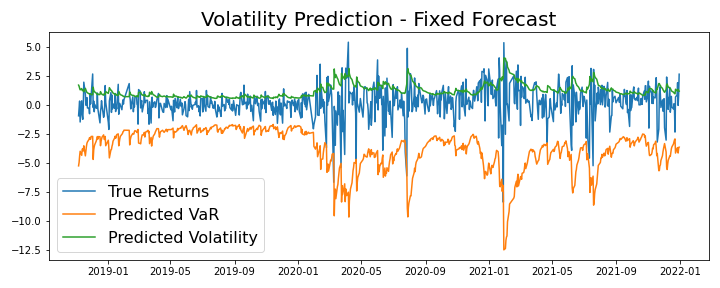 Volatility Prediction - Fixed Forecast
5.0
2.5
0.0
−2.5
−5.0
−7.5
−10.0
−12.5
True Returns
Predicted VaR
Predicted Volatility
2019-01 2019-05 2019-09 2020-01 2020-05 2020-09 2021-01 2021-05 2021-09 2022-01